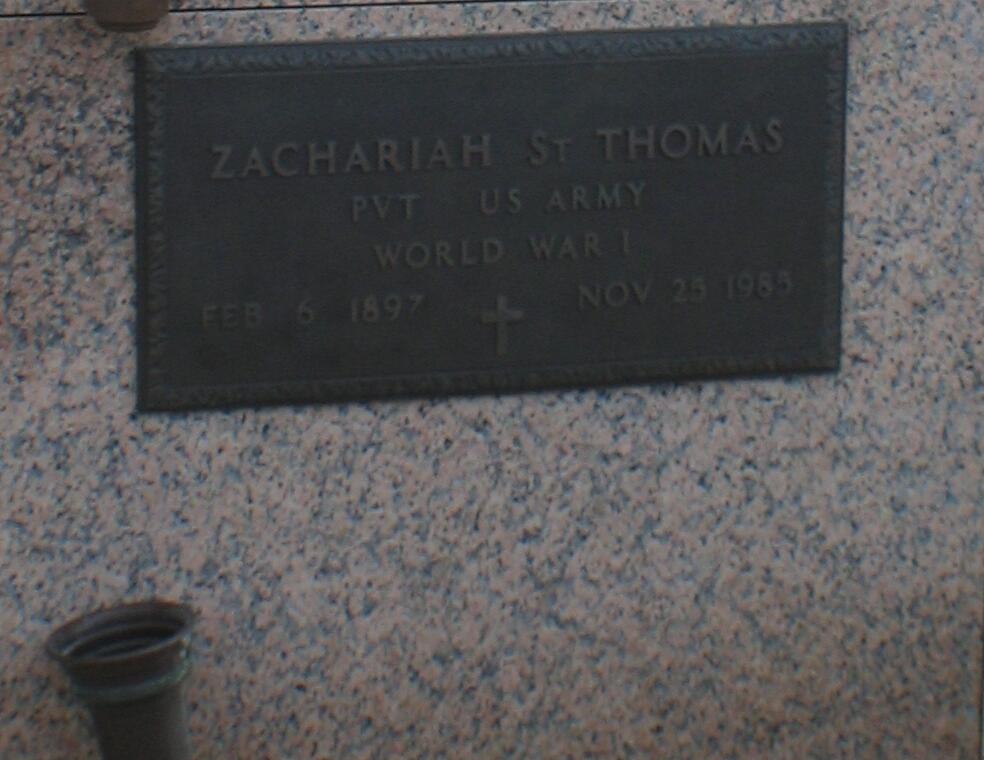 ZACHARIAH ST THOMAS
PVT US ARMY
WORLD WAR I
FEB 6 1897 NOV 25 1985